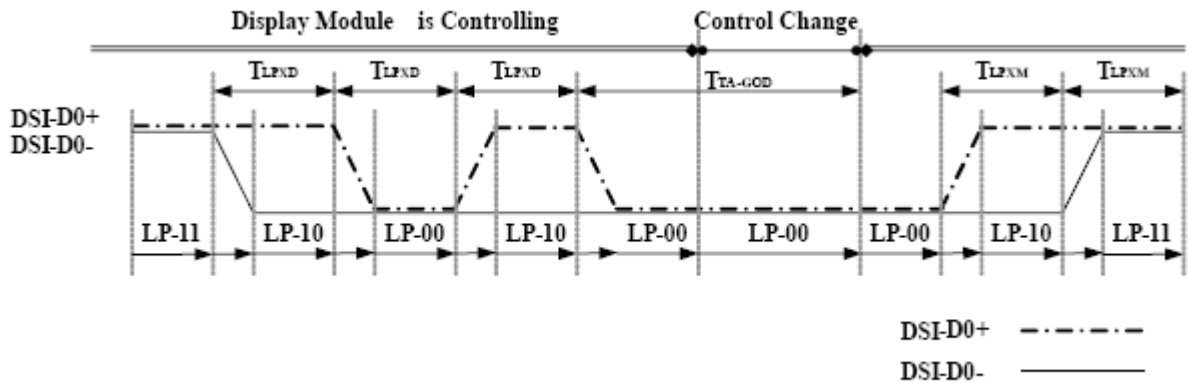 Display Module is Controlling Control Change
TLPXD TLPXD TLPXD TTA-GOD TLPXM TLPXM
DSI-D0+
DSI-D0-
LP-11 LP-10 LP-00 LP-10 LP-00 LP-00 LP-00 LP-10 LP-11
DSI-D0+
DSI-D0-